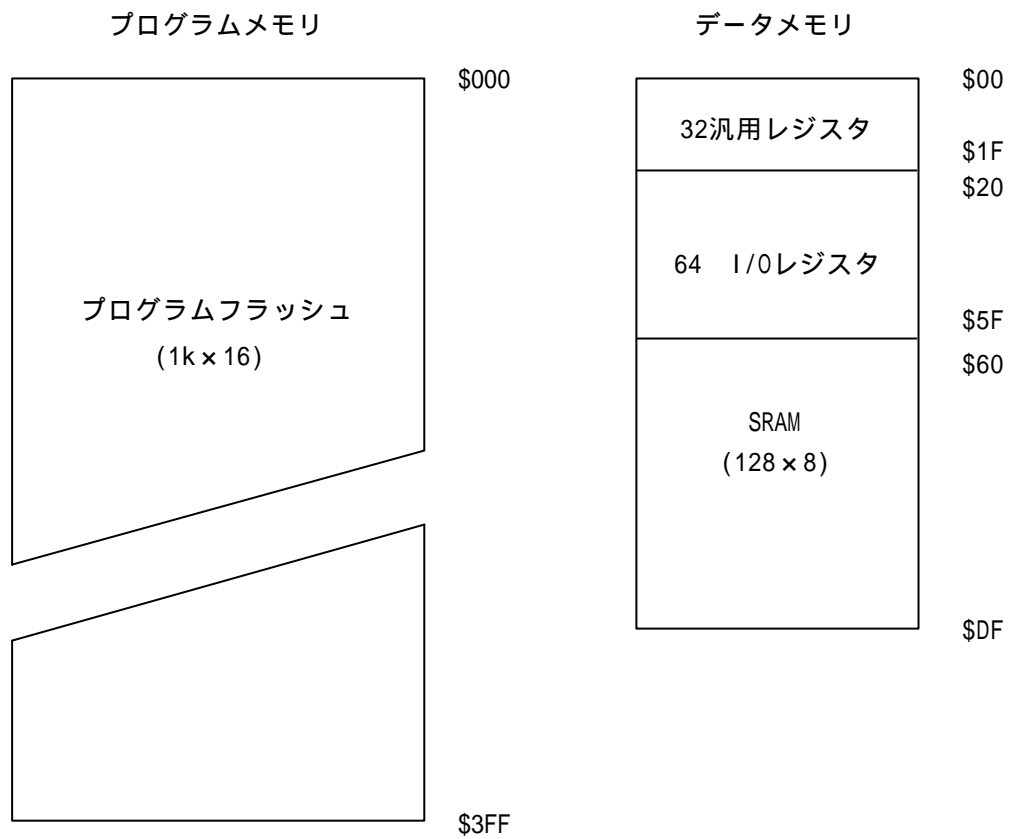 プログラムメモリ
$000
プログラムフラッシュ
(1k×16)
$3FF
データメモリ
$00
32汎用レジスタ
$1F
$20
64 I/Oレジスタ
$5F
$60
SRAM
(128×8)
$DF